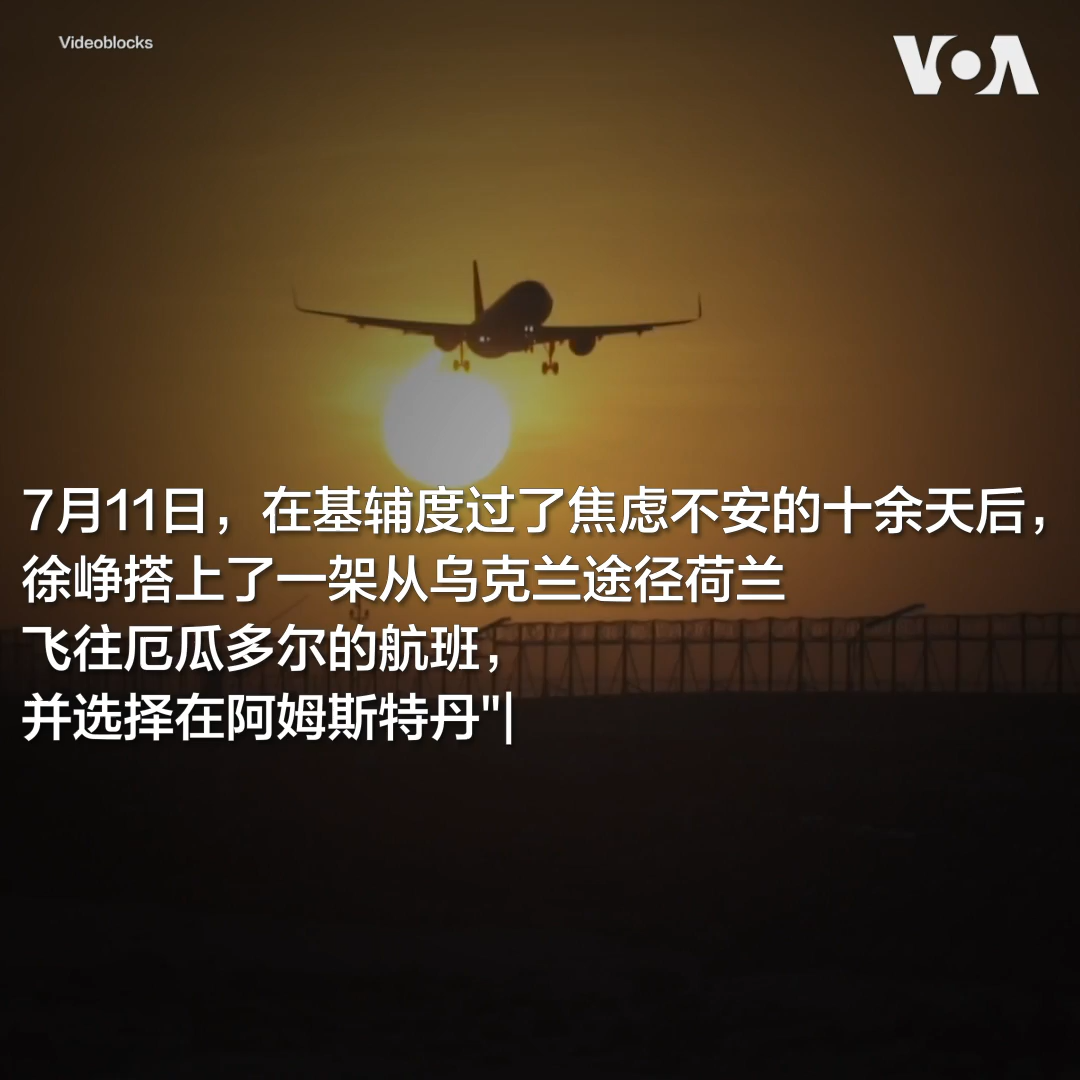 Videoblocks
VOA
7月11日，在基辅度过了焦虑不安的十余天后，
徐峥搭上了一架从乌克兰途径荷兰
飞往厄瓜多尔的航班，
并选择在阿姆斯特丹"|